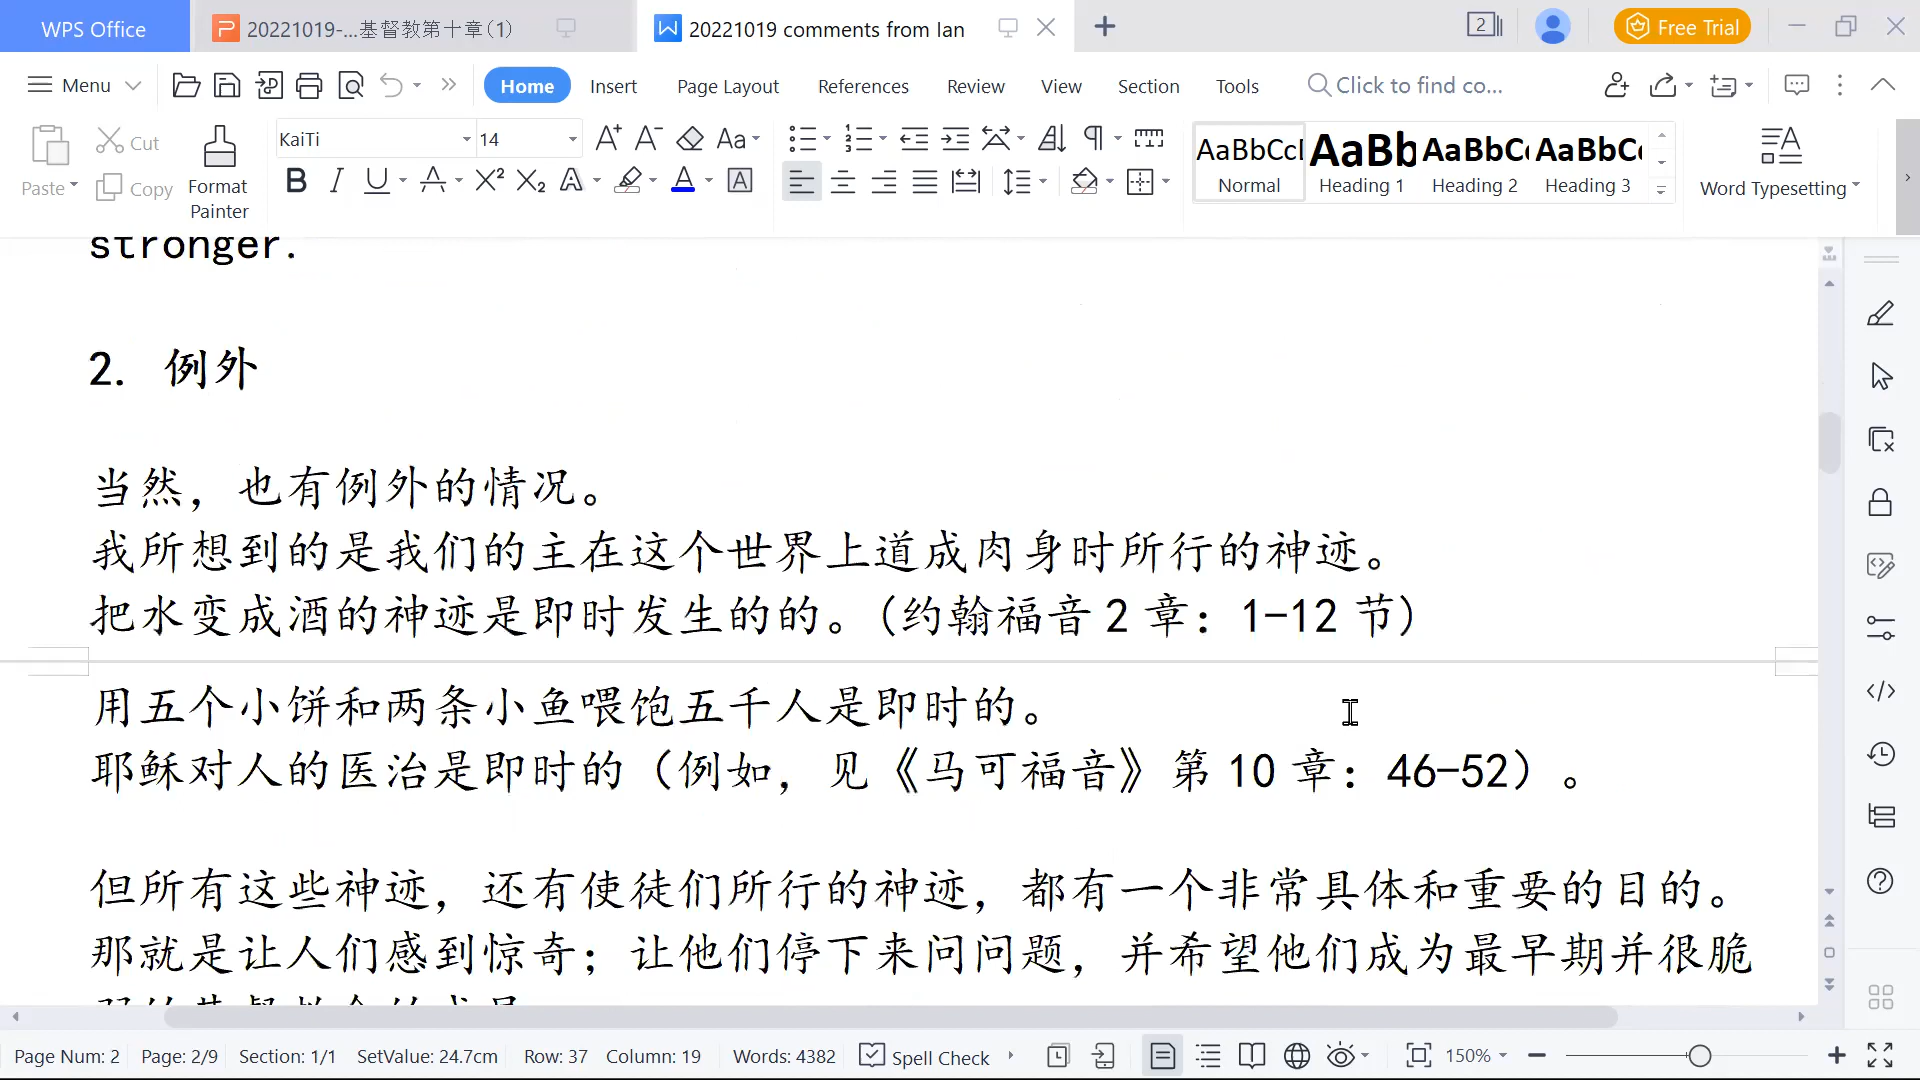 WPS Office
20221019-...基督教第十章(1)
20221019 comments from Ian
2
Free Trial
Menu
Home
Insert
Page Layout
References
Review
View
Section
Tools
Click to find co...
Paste
Cut
Copy
Format
Painter
KaiTi
14
AaBbCcI
Normal
AaBb
Heading 1
AaBbC
Heading 2
AaBbC
Heading 3
Word Typesetting
stronger.
2. 例外
当然，也有例外的情况。
我所想到的是我们的主在这个世界上道成肉身时所行的神迹。
把水变成酒的神迹是即时发生的的。（约翰福音2章：1-12节）
用五个小饼和两条小鱼喂饱五千人是即时的。
耶稣对人的医治是即时的（例如，见《马可福音》第10章：46-52）。
但所有这些神迹，还有使徒们所行的神迹，都有一个非常具体和重要的目的。
那就是让人们感到惊奇；让他们停下来问问题，并希望他们成为最早期并很脆
Page Num: 2
Page: 2/9
Section: 1/1
SetValue: 24.7cm
Row: 37
Column: 19
Words: 4382
Spell Check
150%